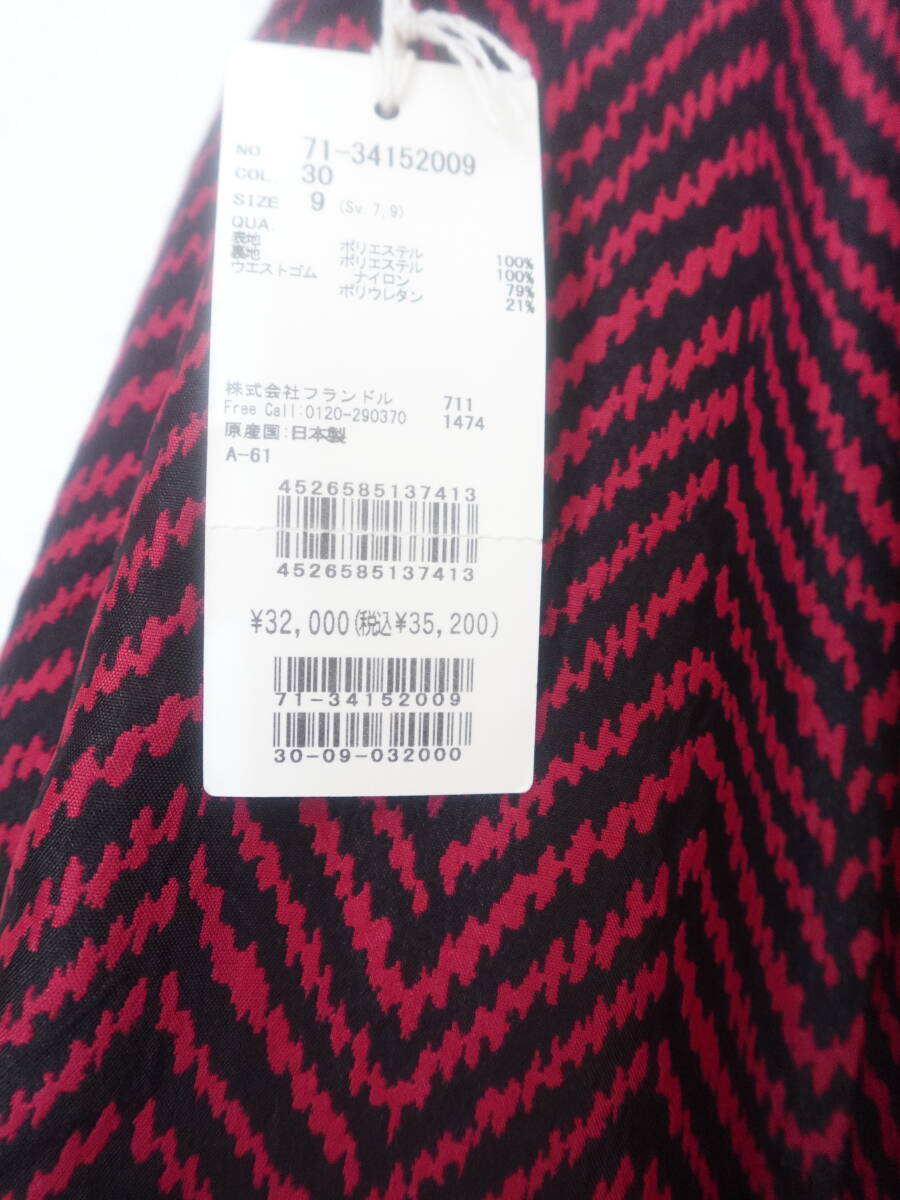 NO. 71-34152009
COL. 30
SIZE 9 (Sv. 7, 9)
QUA.
表地 ポリエステル 100%
裏地 ポリエステル 100%
ウエストゴム ナイロン 79%
ポリウレタン 21%
株式会社フランドル 711
Free Call:0120-290370 1474
原産国:日本製
A-61
4526585137413
4526585137413
¥32,000(税込¥35,200)
71-34152009
30-09-032000